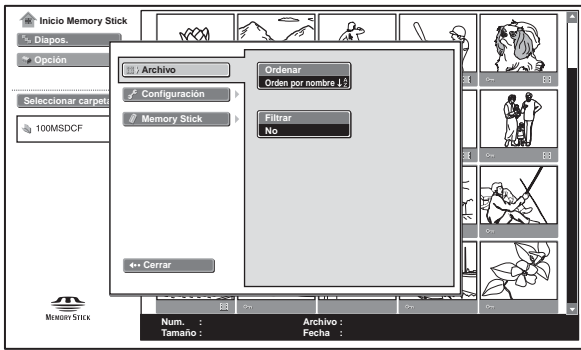 Inicio Memory Stick
Diapos.
Opción
Seleccionar carpeta
100MSDCF
Archivo
Configuración
Memory Stick
Cerrar
Ordenar
Orden por nombre
Filtrar
No
MEMORY STICK
Num. : Archivo :
Tamaño : Fecha :